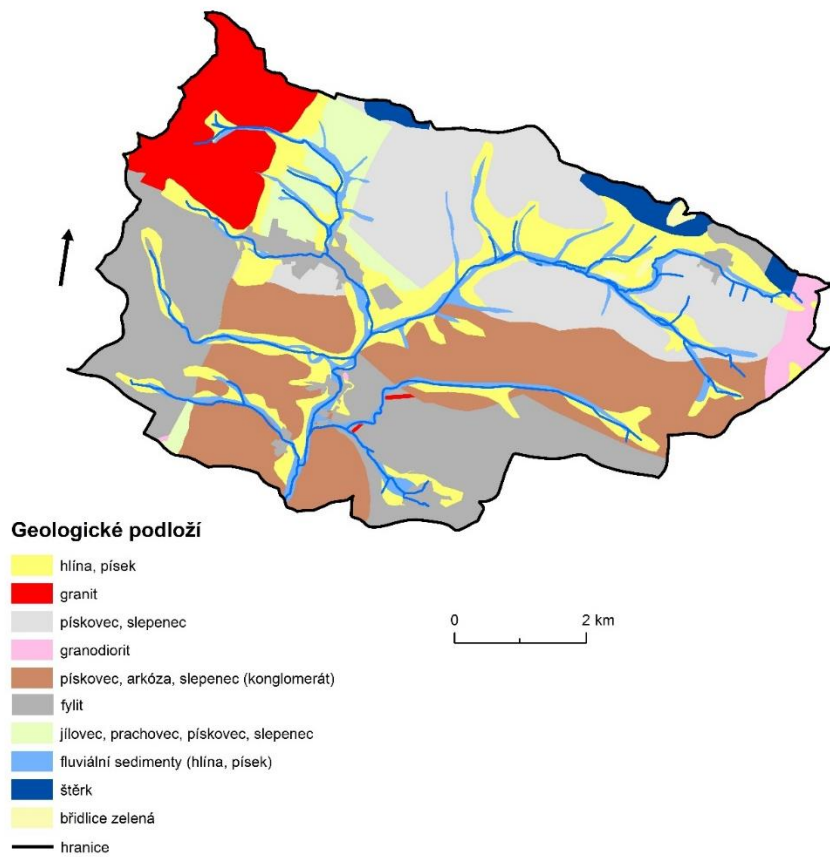 Geologické podloží
hlína, písek
granit
pískovec, slepenec
granodiorit
pískovec, arkóza, slepenec (konglomerát)
fylit
jílovec, prachovec, pískovec, slepenec
fluviální sedimenty (hlína, písek)
štěrk
břidlice zelená
hranice
0 2 km